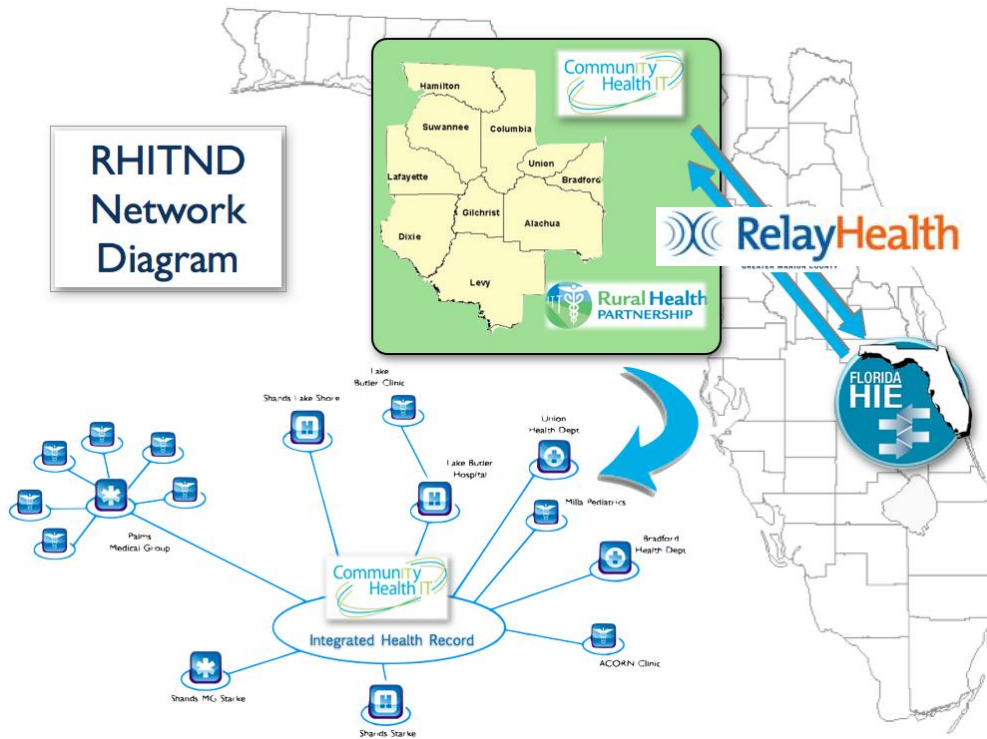 RHITND
Network
Diagram
CommunITy
Health IT
Hamilton
Suwannee
Columbia
Union
Bradford
Lafayette
Gilchrist
Alachua
Dixie
Levy
Rural Health
PARTNERSHIP
RelayHealth
GREATER MARION COUNTY
FLORIDA
HIE
Lake
Butler Clinic
Shands Lake Shore
Union
Health Dept
Lake Butler
Hospital
Milla Pediatrics
Palms
Medical Group
Bradford
Health Dept
CommunITy
Health IT
Integrated Health Record
ACORN Clinic
Shands MG Starke
Shands Starke